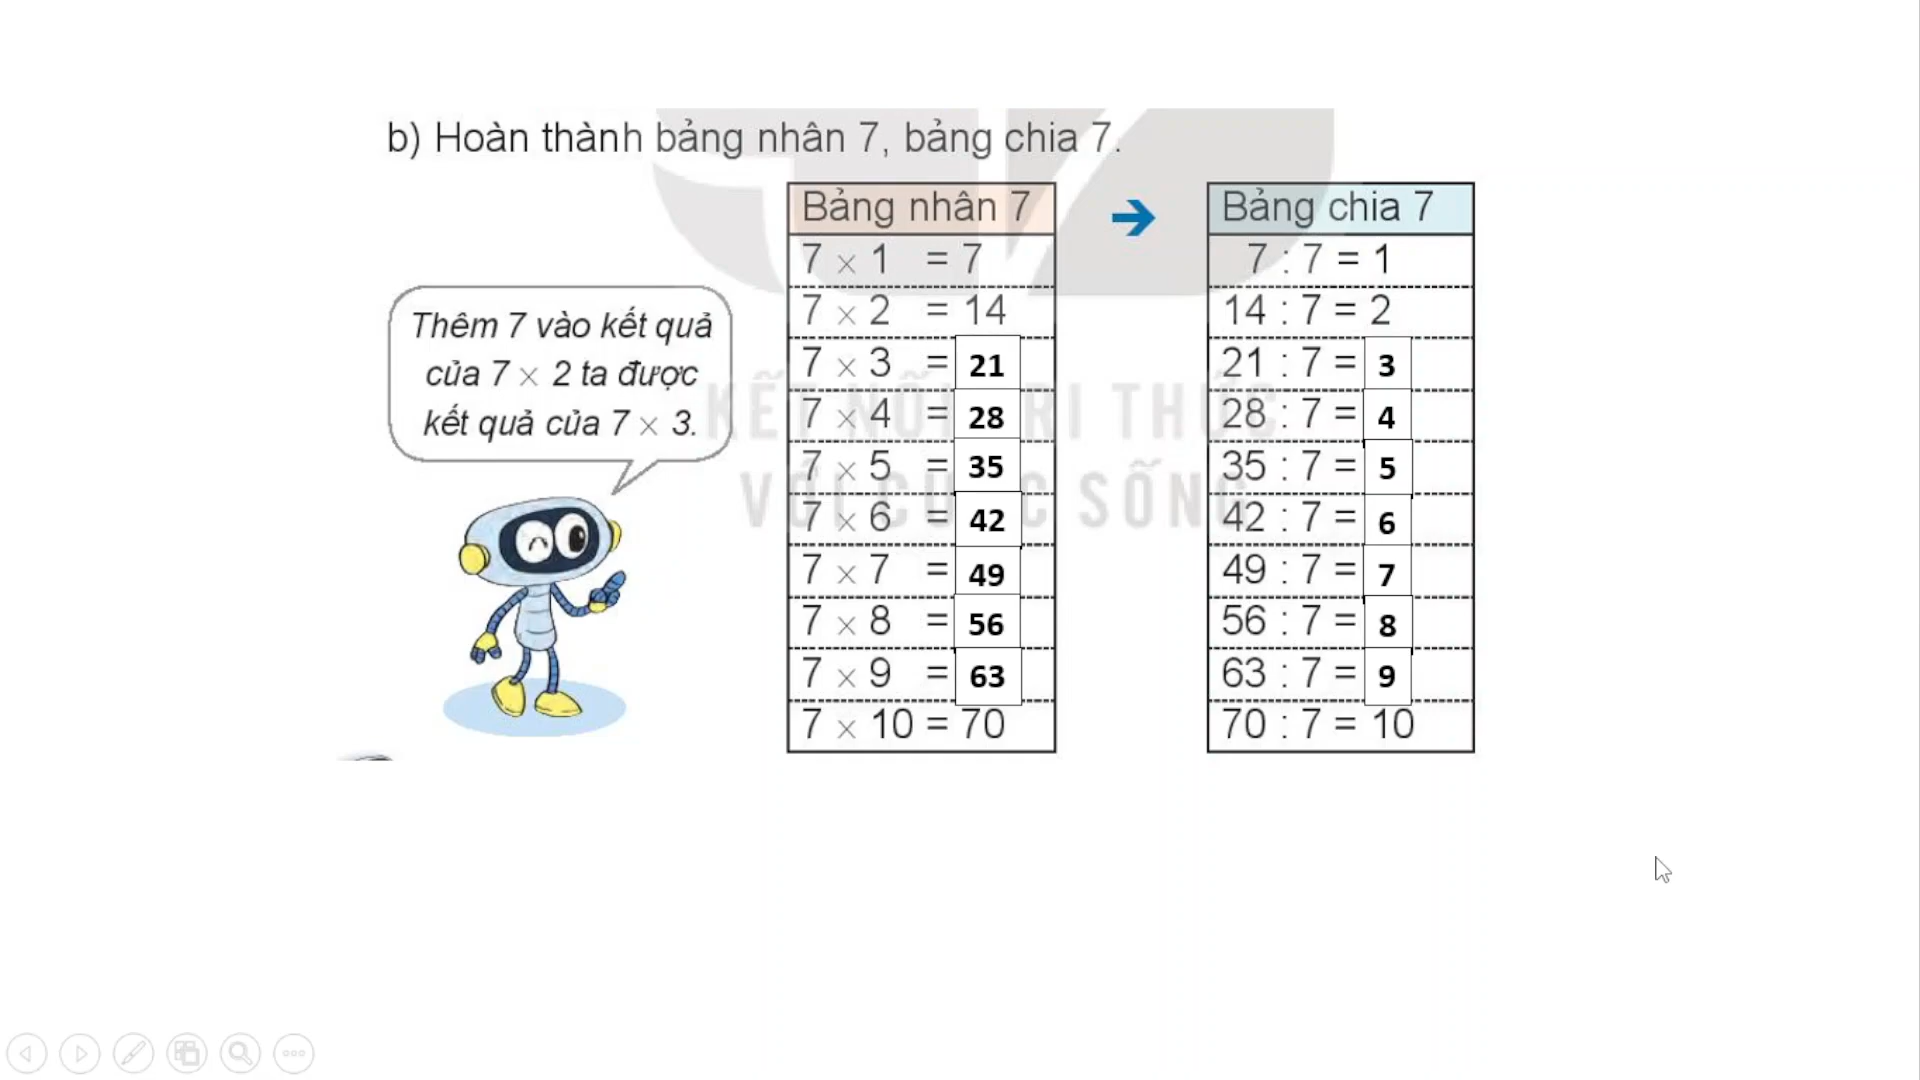 b) Hoàn thành bảng nhân 7, bảng chia 7.
Thêm 7 vào kết quả
của 7 × 2 ta được
kết quả của 7 × 3.
Bảng nhân 7
7 × 1 = 7
7 × 2 = 14
7 × 3 = 21
7 × 4 = 28
7 × 5 = 35
7 × 6 = 42
7 × 7 = 49
7 × 8 = 56
7 × 9 = 63
7 × 10 = 70
Bảng chia 7
7 : 7 = 1
14 : 7 = 2
21 : 7 = 3
28 : 7 = 4
35 : 7 = 5
42 : 7 = 6
49 : 7 = 7
56 : 7 = 8
63 : 7 = 9
70 : 7 = 10